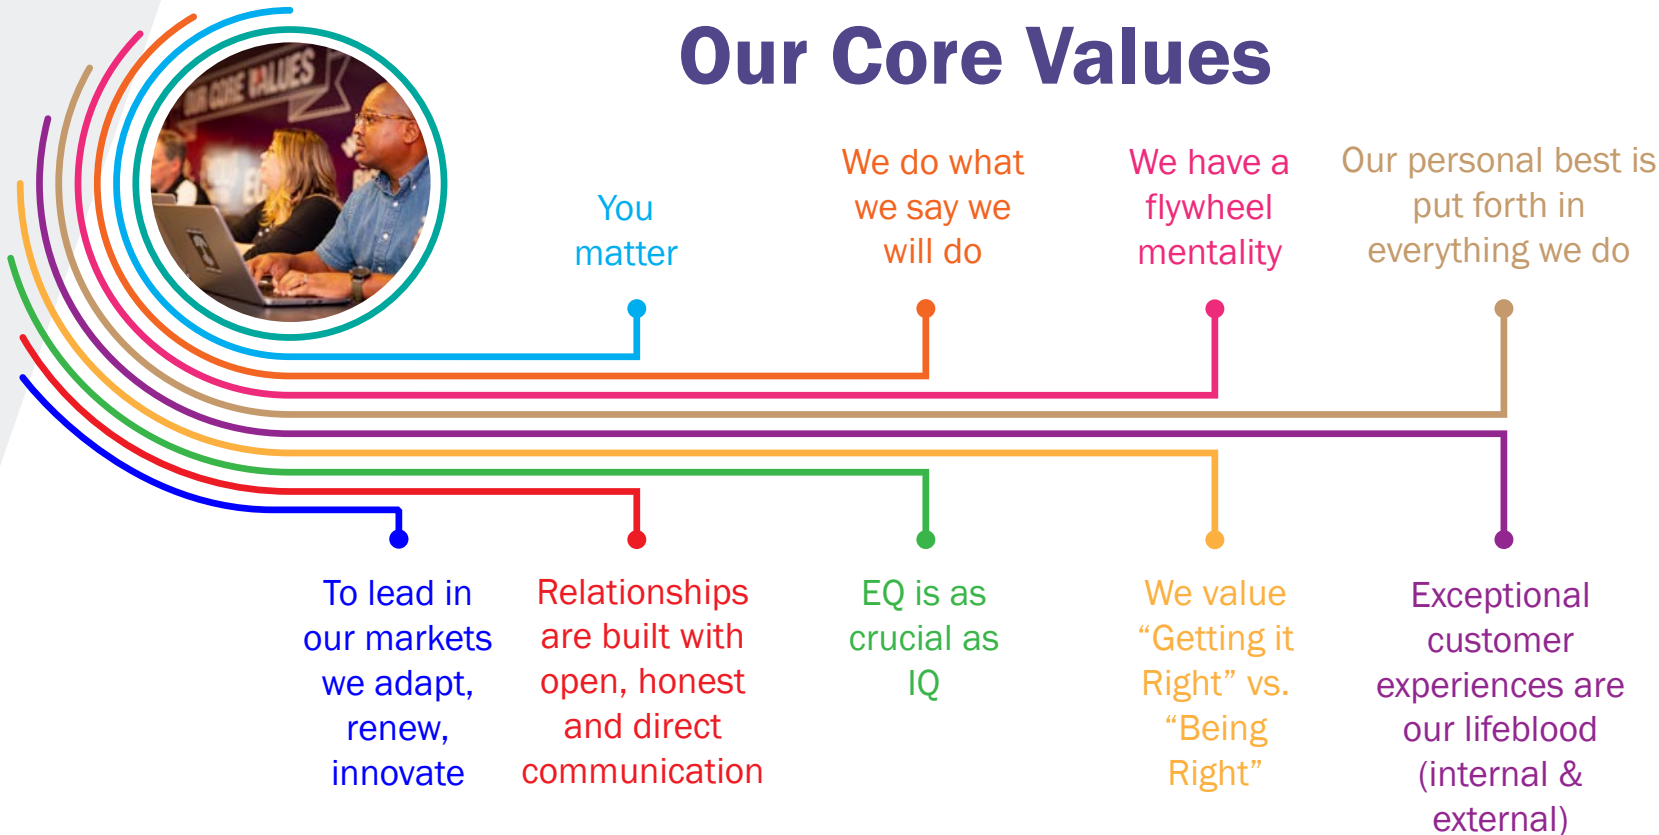 Our Core Values
OUR CORE VALUES
You
matter
We do what
we say we
will do
We have a
flywheel
mentality
Our personal best is
put forth in
everything we do
To lead in
our markets
we adapt,
renew,
innovate
Relationships
are built with
open, honest
and direct
communication
EQ is as
crucial as
IQ
We value
“Getting it
Right” vs.
“Being
Right”
Exceptional
customer
experiences are
our lifeblood
(internal &
external)